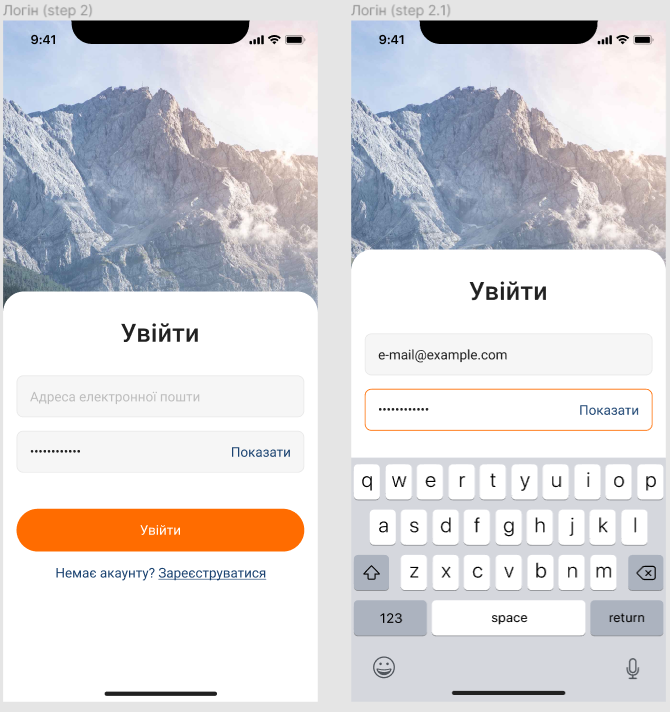 Логін (step 2)
9:41
Увійти
Адреса електронної пошти
••••••••••••
Показати
Увійти
Немає акаунту? Зареєструватися
Логін (step 2.1)
9:41
Увійти
e-mail@example.com
••••••••••••
Показати
q w e r t y u i o p
a s d f g h j k l
z x c v b n m
123 space return